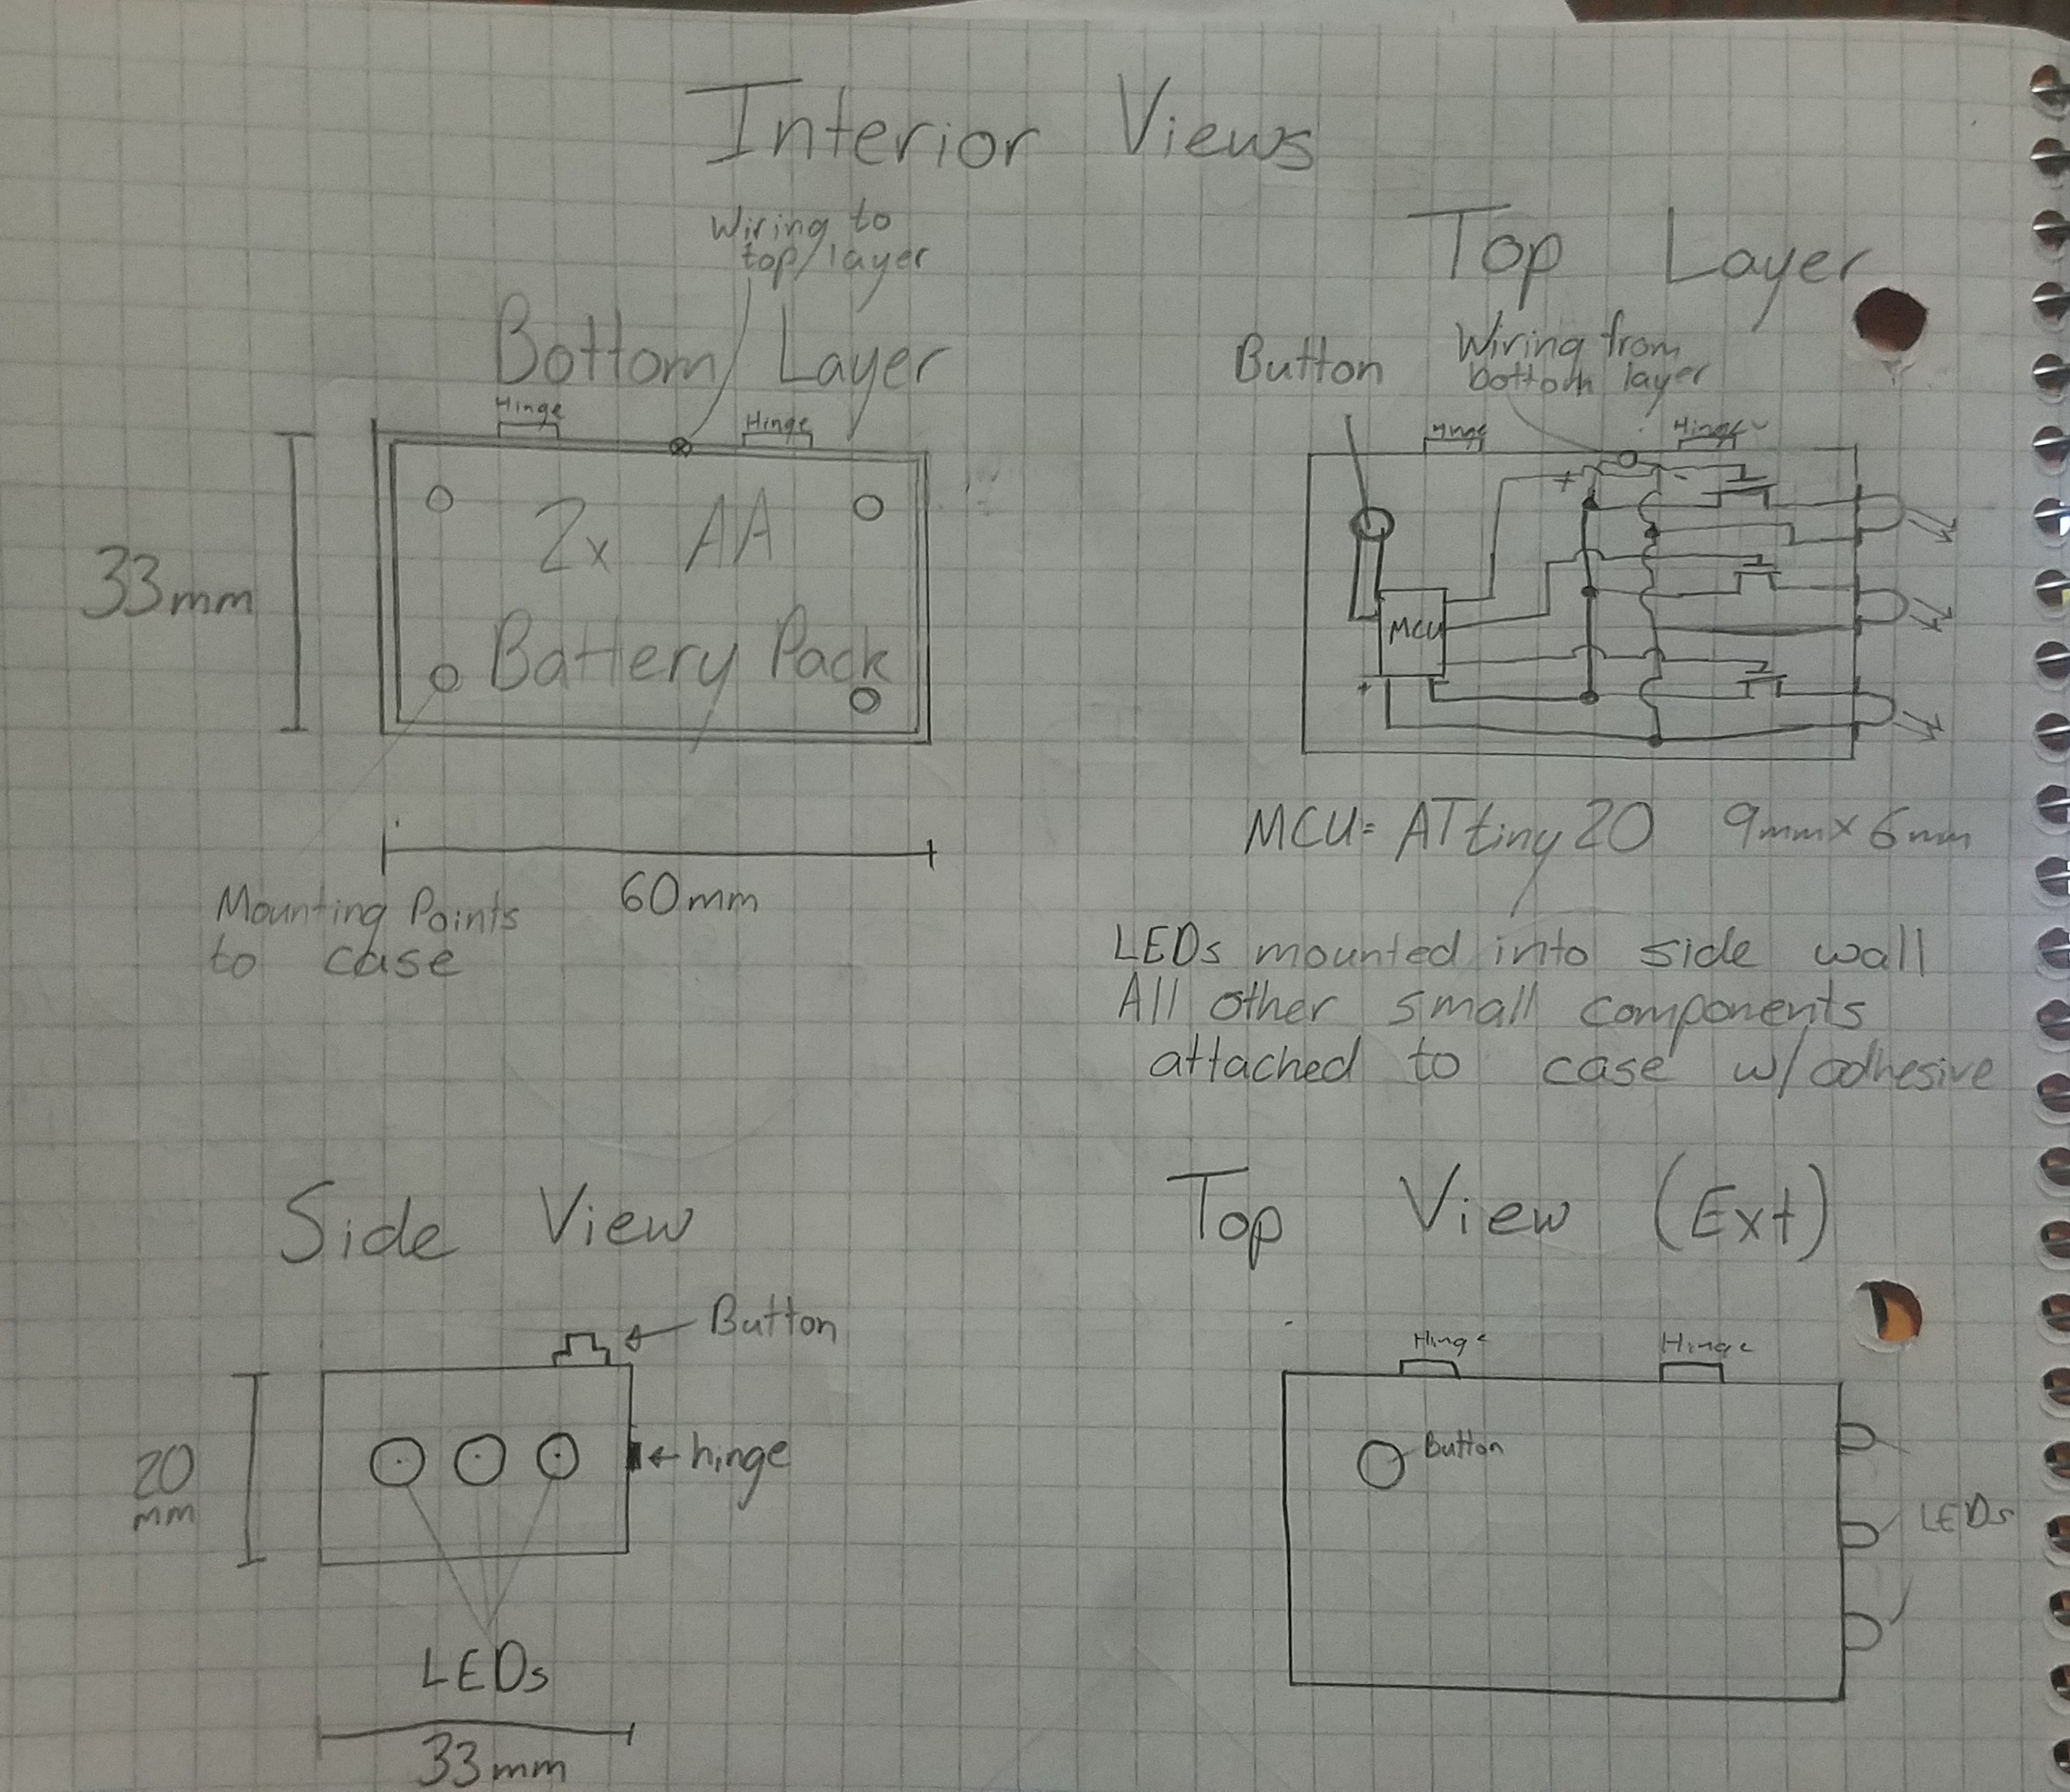 Interior Views
Wiring to
top layer
Bottom Layer
Hinge
Hinge
33mm
2x AA
Battery Pack
60mm
Mounting Points
to case
Top Layer
Button
Wiring from
bottom layer
Hinge
Hinge
+
-
MCU
+
MCU = ATtiny 20 9mm x 6mm
LEDs mounted into side wall
All other small components
attached to case w/ adhesive
Side View
Button
hinge
20
mm
LEDs
33mm
Top View (Ext)
Hinge
Hinge
Button
LEDs